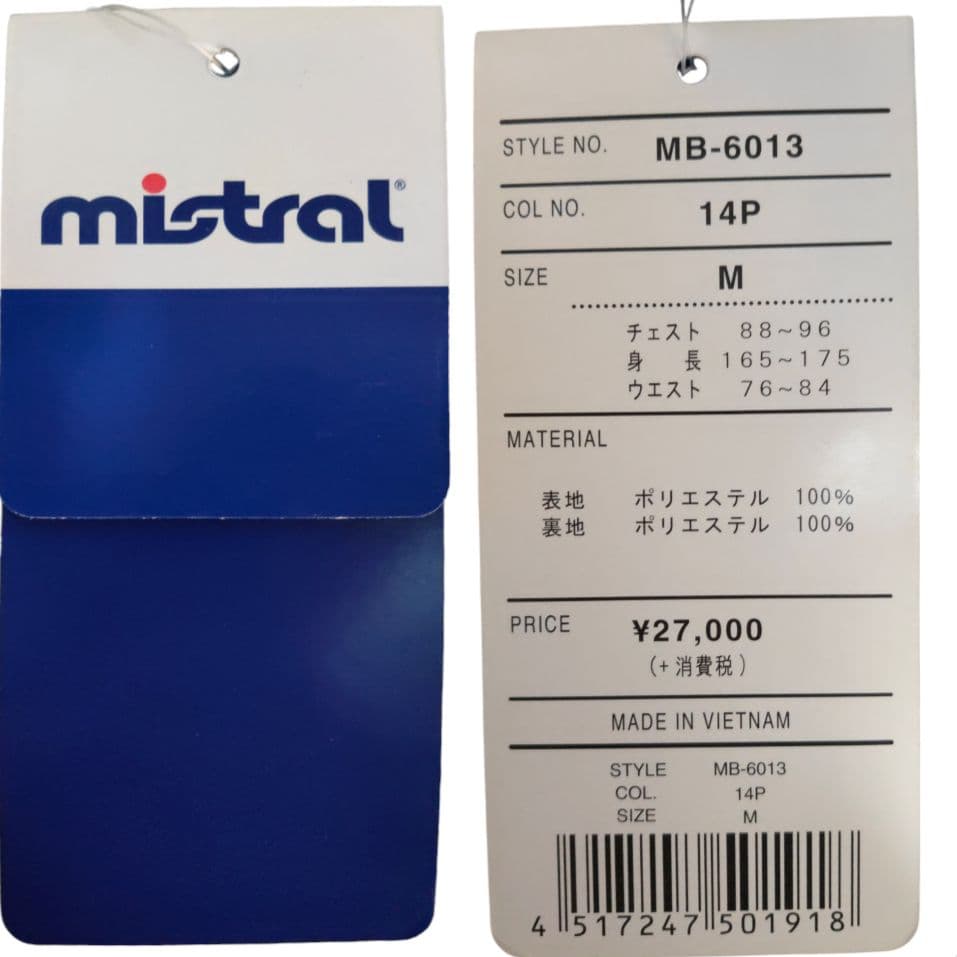 mistral®
STYLE NO. MB-6013
COL NO. 14P
SIZE M
チェスト 88~96
身 長 165~175
ウエスト 76~84
MATERIAL
表地 ポリエステル 100%
裏地 ポリエステル 100%
PRICE ¥27,000
(+消費税)
MADE IN VIETNAM
STYLE MB-6013
COL. 14P
SIZE M
4 517247 501918